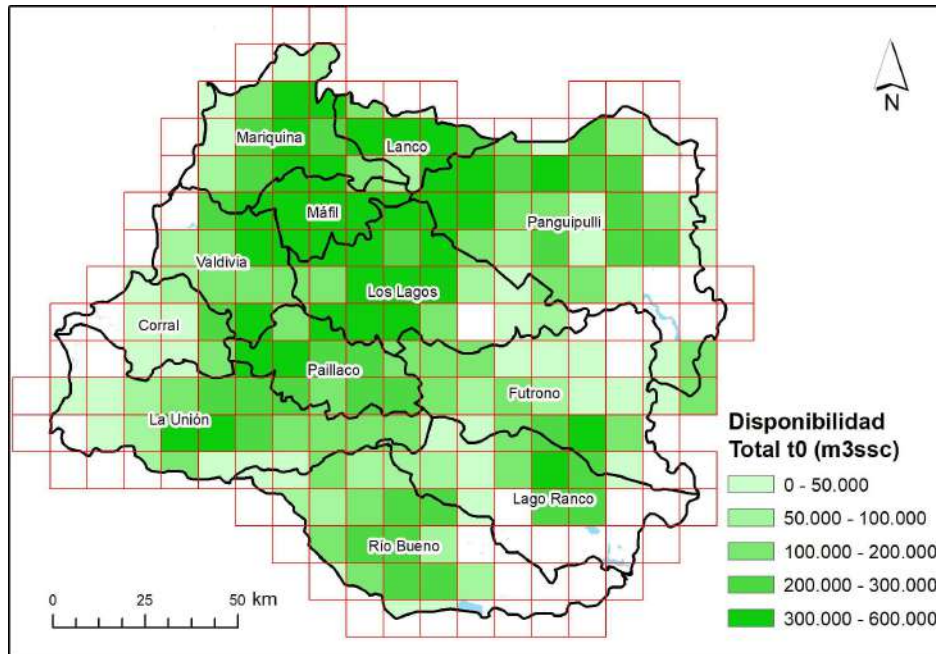 N
Mariquina
Lanco
Máfil
Panguipulli
Valdivia
Los Lagos
Corral
Paillaco
Futrono
La Unión
Lago Ranco
Río Bueno
0 25 50 km
Disponibilidad
Total t0 (m3ssc)
0 - 50.000
50.000 - 100.000
100.000 - 200.000
200.000 - 300.000
300.000 - 600.000